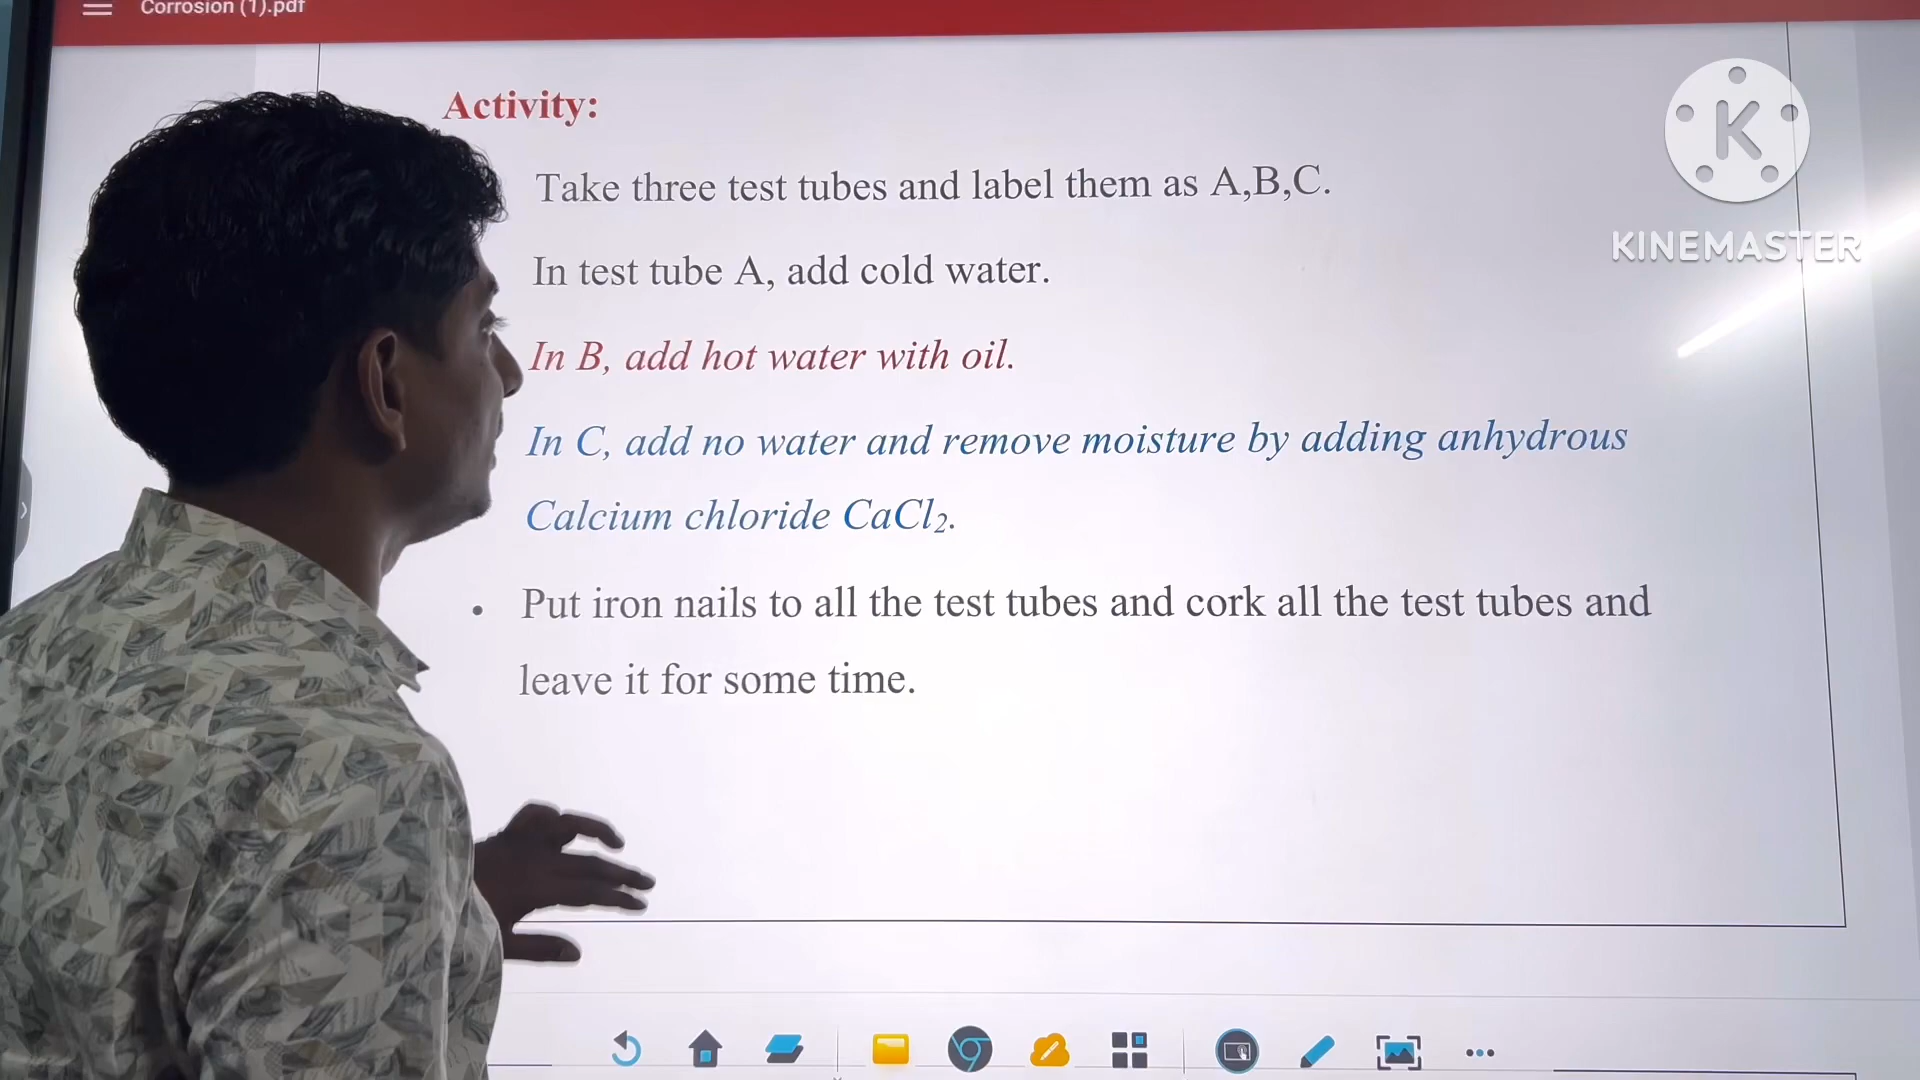 Corrosion (1).pdf
Activity:
Take three test tubes and label them as A,B,C.
In test tube A, add cold water.
In B, add hot water with oil.
In C, add no water and remove moisture by adding anhydrous
Calcium chloride CaCl₂.
• Put iron nails to all the test tubes and cork all the test tubes and
leave it for some time.
K
KINEMASTER